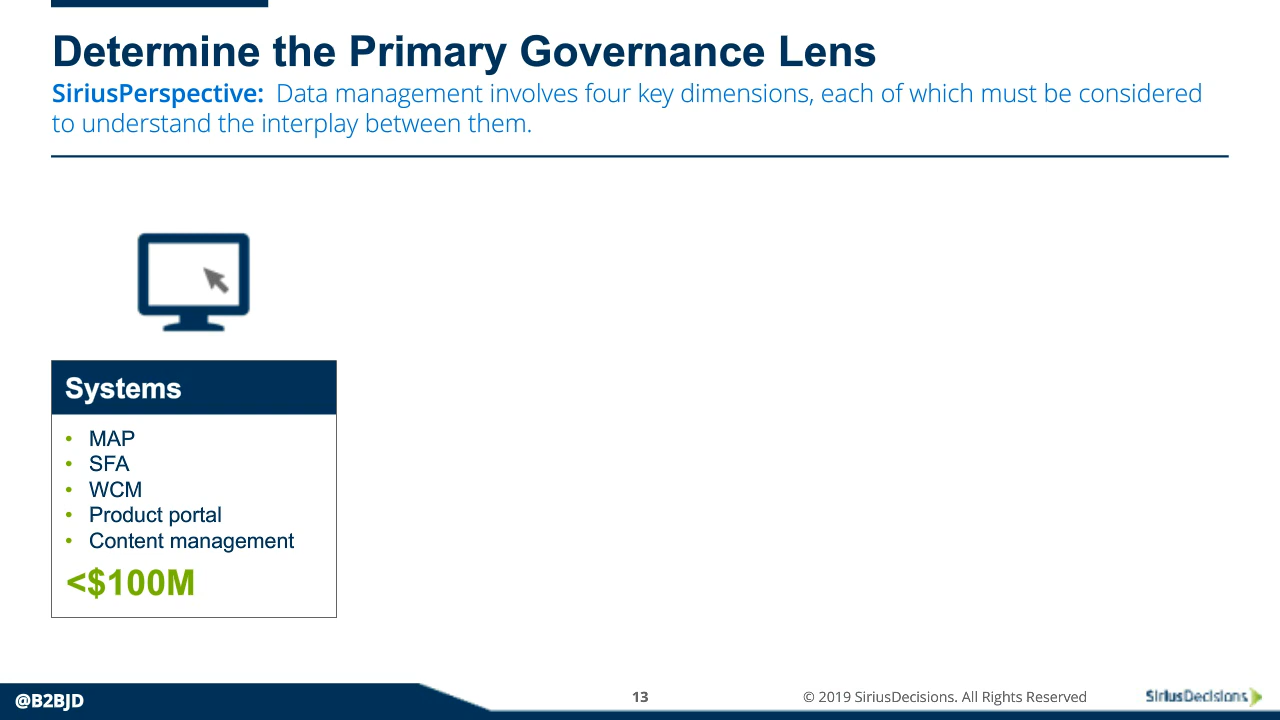 Determine the Primary Governance Lens
SiriusPerspective: Data management involves four key dimensions, each of which must be considered
to understand the interplay between them.
Systems
• MAP
• SFA
• WCM
• Product portal
• Content management
<$100M
@B2BJD
13
© 2019 SiriusDecisions. All Rights Reserved
SiriusDecisions